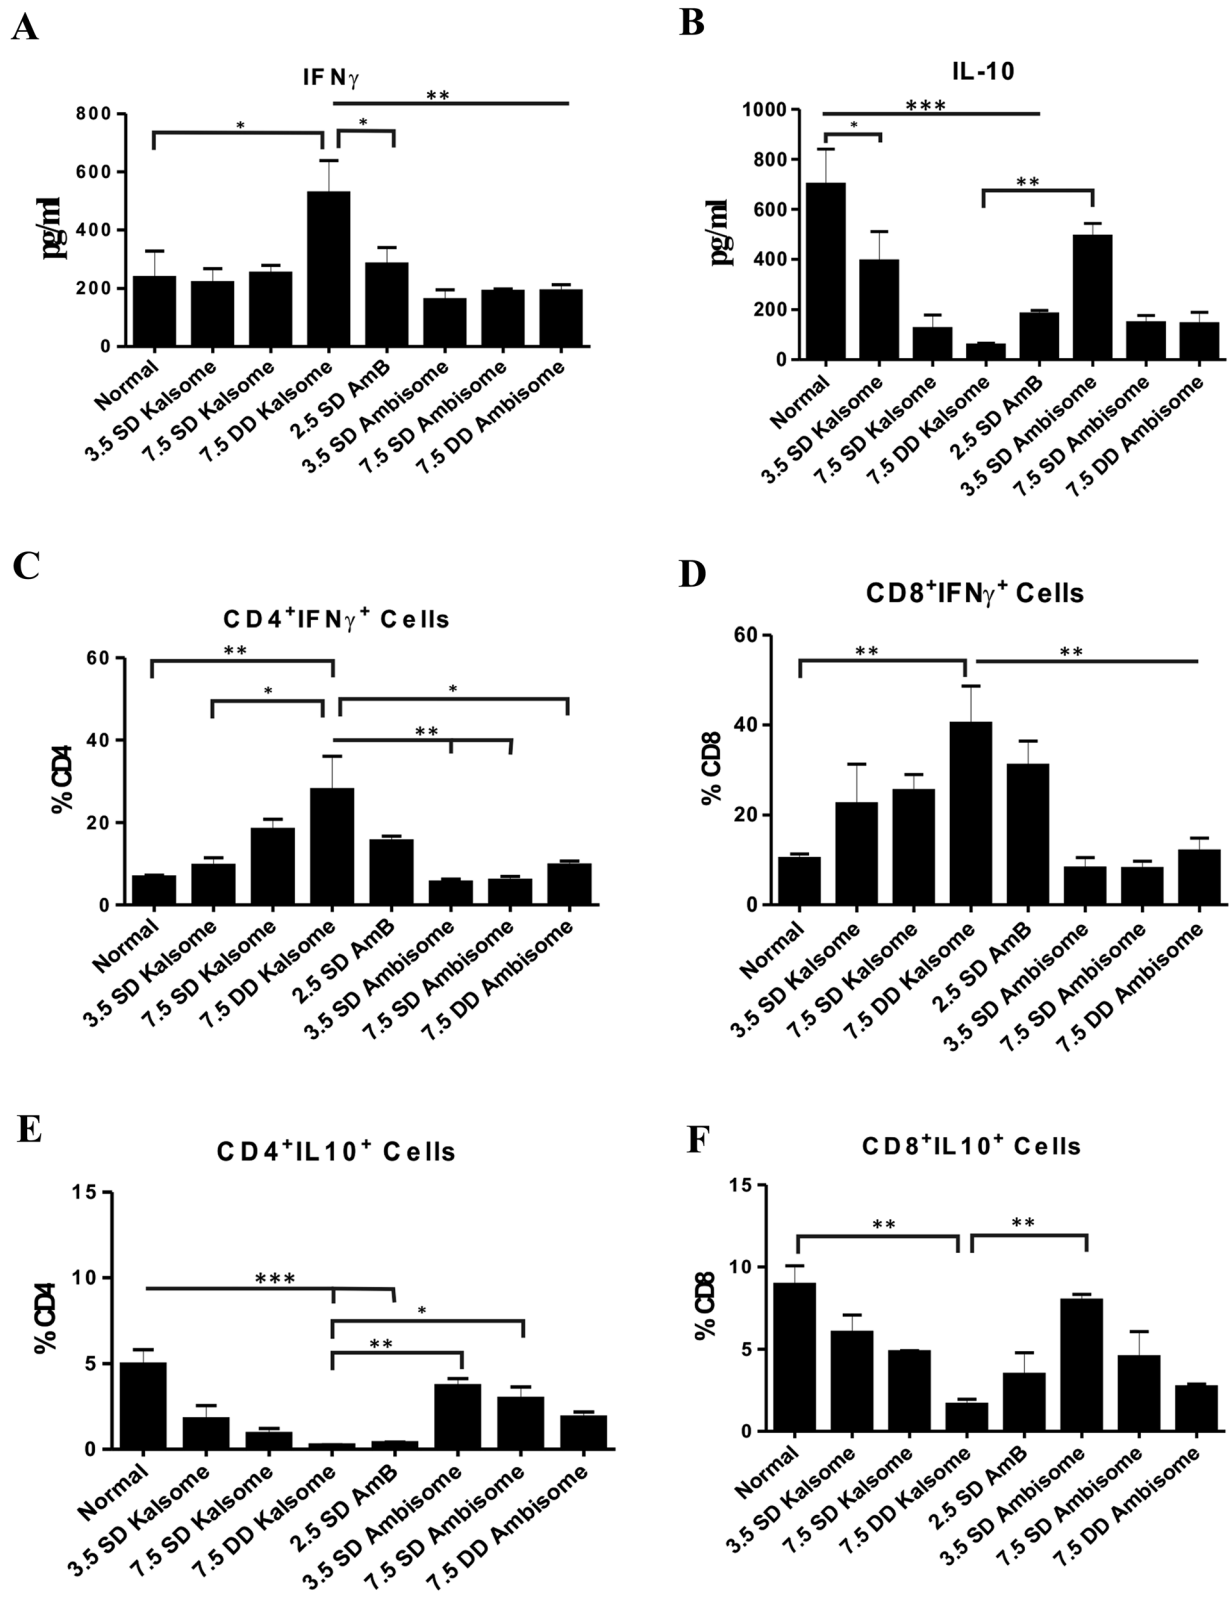 A
IFNγ
800
600
400
200
0
pg/ml
*
*
**
Normal
3.5 SD Kalsome
7.5 SD Kalsome
7.5 DD Kalsome
2.5 SD AmB
3.5 SD Ambisome
7.5 SD Ambisome
7.5 DD Ambisome
B
IL-10
1000
800
600
400
200
0
pg/ml
***
*
**
Normal
3.5 SD Kalsome
7.5 SD Kalsome
7.5 DD Kalsome
2.5 SD AmB
3.5 SD Ambisome
7.5 SD Ambisome
7.5 DD Ambisome
C
CD4⁺IFNγ⁺ Cells
60
40
20
0
% CD4
**
*
*
**
Normal
3.5 SD Kalsome
7.5 SD Kalsome
7.5 DD Kalsome
2.5 SD AmB
3.5 SD Ambisome
7.5 SD Ambisome
7.5 DD Ambisome
D
CD8⁺IFNγ⁺ Cells
60
40
20
0
% CD8
**
**
Normal
3.5 SD Kalsome
7.5 SD Kalsome
7.5 DD Kalsome
2.5 SD AmB
3.5 SD Ambisome
7.5 SD Ambisome
7.5 DD Ambisome
E
CD4⁺IL10⁺ Cells
15
10
5
0
% CD4
***
*
**
Normal
3.5 SD Kalsome
7.5 SD Kalsome
7.5 DD Kalsome
2.5 SD AmB
3.5 SD Ambisome
7.5 SD Ambisome
7.5 DD Ambisome
F
CD8⁺IL10⁺ Cells
15
10
5
0
% CD8
**
**
Normal
3.5 SD Kalsome
7.5 SD Kalsome
7.5 DD Kalsome
2.5 SD AmB
3.5 SD Ambisome
7.5 SD Ambisome
7.5 DD Ambisome